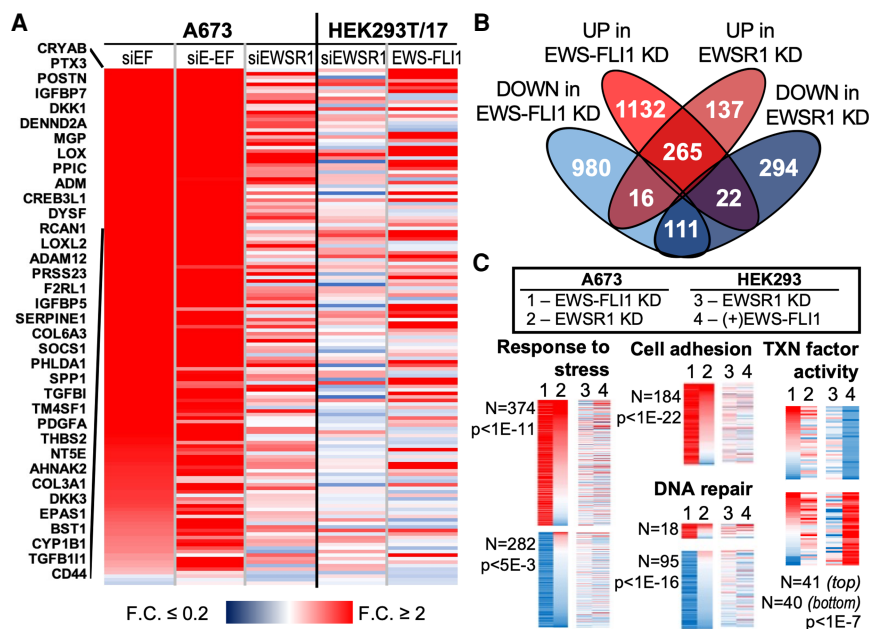 A
A673
HEK293T/17
siEF
siE-EF
siEWSR1
siEWSR1
EWS-FLI1
CRYAB
PTX3
POSTN
IGFBP7
DKK1
DENND2A
MGP
LOX
PPIC
ADM
CREB3L1
DYSF
RCAN1
LOXL2
ADAM12
PRSS23
F2RL1
IGFBP5
SERPINE1
COL6A3
SOCS1
PHLDA1
SPP1
TGFBI
TM4SF1
PDGFA
THBS2
NT5E
AHNAK2
COL3A1
DKK3
EPAS1
BST1
CYP1B1
TGFB1I1
CD44
F.C. ≤ 0.2
F.C. ≥ 2
B
UP in
EWS-FLI1 KD
UP in
EWSR1 KD
DOWN in
EWS-FLI1 KD
DOWN in
EWSR1 KD
1132
137
980
265
294
16
22
111
C
A673
HEK293
1 – EWS-FLI1 KD
3 – EWSR1 KD
2 – EWSR1 KD
4 – (+)EWS-FLI1
Response to
stress
1 2 3 4
N=374
p<1E-11
N=282
p<5E-3
Cell adhesion
1 2 3 4
N=184
p<1E-22
DNA repair
1 2 3 4
N=18
N=95
p<1E-16
TXN factor
activity
1 2 3 4
N=41 (top)
N=40 (bottom)
p<1E-7